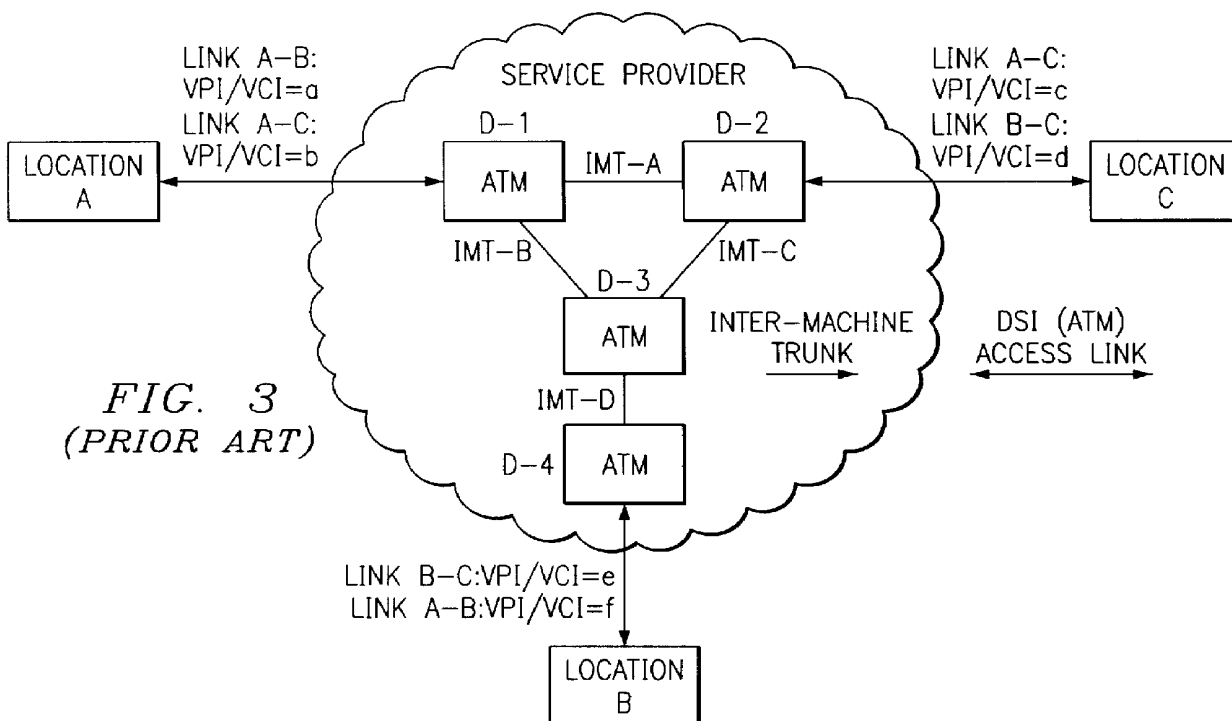 LINK A-B:
VPI/VCI=a
LINK A-C:
VPI/VCI=b
SERVICE PROVIDER
LINK A-C:
VPI/VCI=c
LINK B-C:
VPI/VCI=d
LOCATION
A
D-1
ATM
IMT-A
D-2
ATM
LOCATION
C
IMT-B
IMT-C
D-3
ATM
INTER-MACHINE
TRUNK
DSI (ATM)
ACCESS LINK
IMT-D
D-4
ATM
FIG. 3
(PRIOR ART)
LINK B-C:VPI/VCI=e
LINK A-B:VPI/VCI=f
LOCATION
B